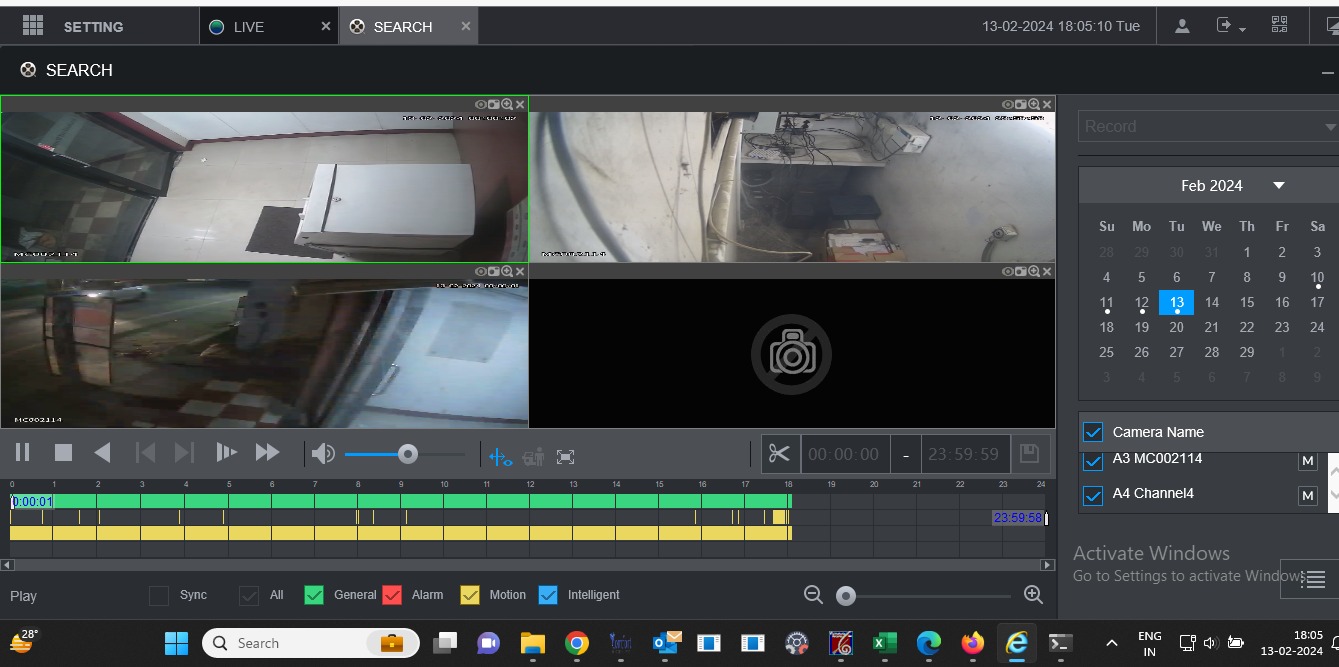 SETTING LIVE SEARCH 13-02-2024 18:05:10 Tue
SEARCH
MC002114
MC002114
MC002114
Record
Feb 2024
Su Mo Tu We Th Fr Sa
28 29 30 31 1 2 3
4 5 6 7 8 9 10
11 12 13 14 15 16 17
18 19 20 21 22 23 24
25 26 27 28 29 1 2
3 4 5 6 7 8 9
Camera Name
A3 MC002114 M
A4 Channel4 M
00:00:00 - 23:59:59
0 1 2 3 4 5 6 7 8 9 10 11 12 13 14 15 16 17 18 19 20 21 22 23 24
0:00:01
23:59:58
Activate Windows
Go to Settings to activate Windows
Play Sync All General Alarm Motion Intelligent
28° Search ENG 18:05
IN 13-02-2024